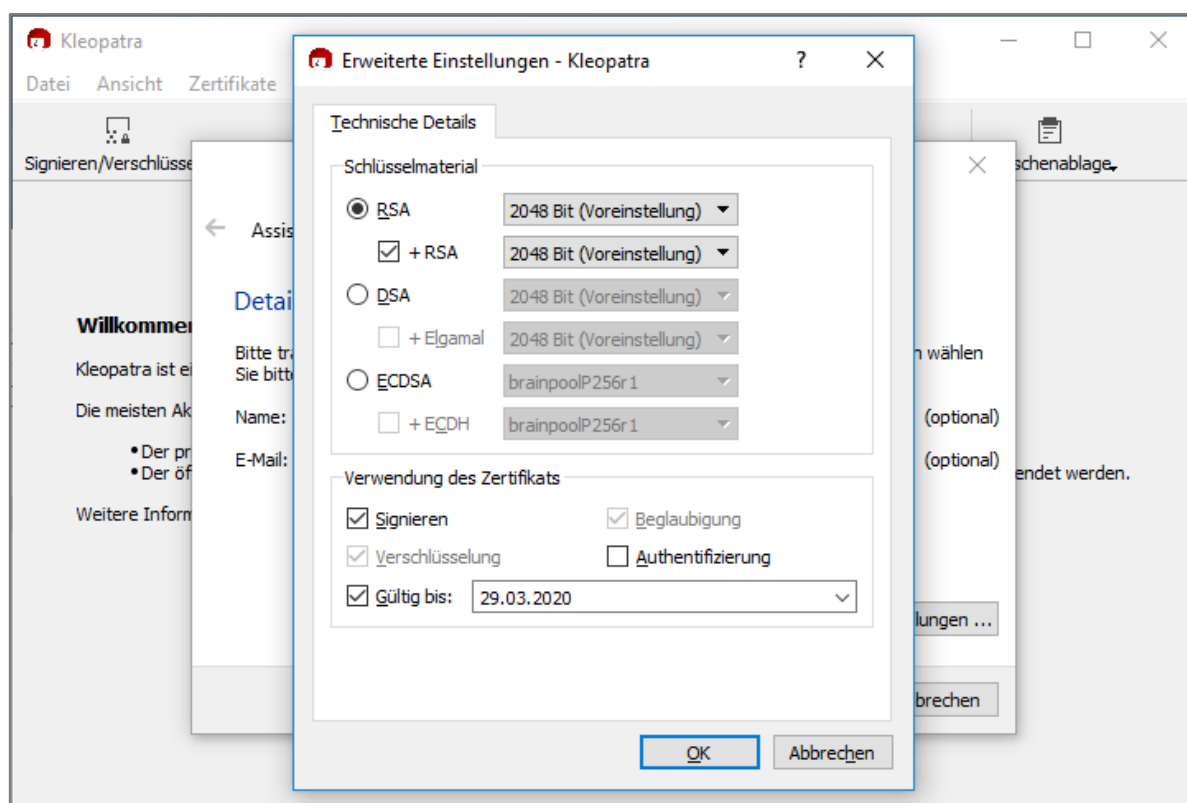 Kleopatra
Datei Ansicht Zertifikate
Signieren/Verschlüsse
schenablage
Assis
Detai
Willkommen
Bitte tra
n wählen
Kleopatra ist ei
Sie bitte
Die meisten Ak
Name:
(optional)
•Der pr
E-Mail:
(optional)
•Der öf
endet werden.
Weitere Inform
lungen ...
brechen
Erweiterte Einstellungen - Kleopatra
?
Technische Details
Schlüsselmaterial
RSA 2048 Bit (Voreinstellung)
+ RSA 2048 Bit (Voreinstellung)
DSA 2048 Bit (Voreinstellung)
+ Elgamal 2048 Bit (Voreinstellung)
ECDSA brainpoolP256r1
+ ECDH brainpoolP256r1
Verwendung des Zertifikats
Signieren Beglaubigung
Verschlüsselung Authentifizierung
Gültig bis: 29.03.2020
OK Abbrechen